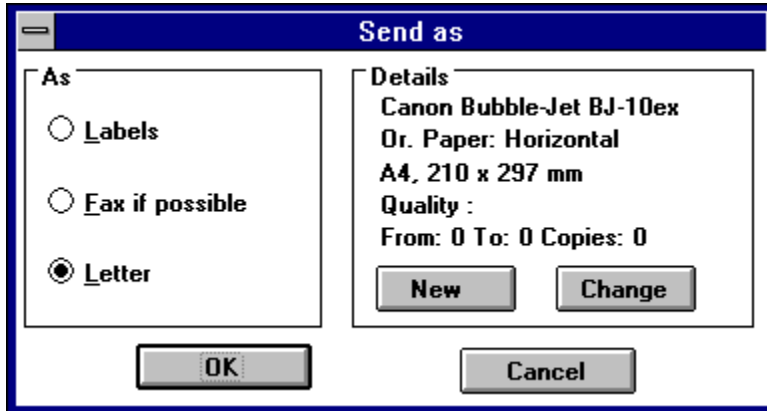 Send as
As
Labels
Fax if possible
Letter
Details
Canon Bubble-Jet BJ-10ex
Or. Paper: Horizontal
A4, 210 x 297 mm
Quality :
From: 0 To: 0 Copies: 0
New
Change
OK
Cancel